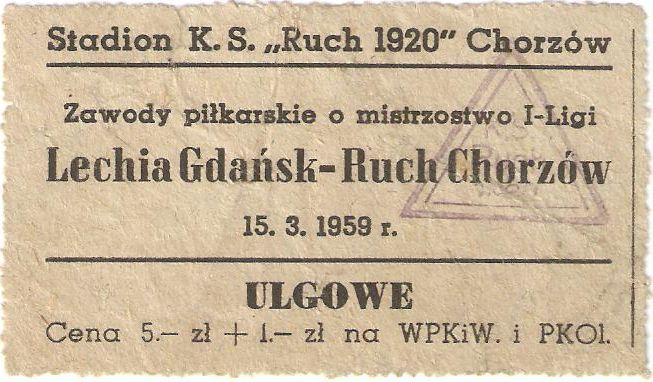 Stadion K. S. „Ruch 1920” Chorzów
Zawody piłkarskie o mistrzostwo I-Ligi
Lechia Gdańsk-Ruch Chorzów
15. 3. 1959 r.
ULGOWE
Cena 5.— zł + 1.— zł na WPKiW. i PKOl.